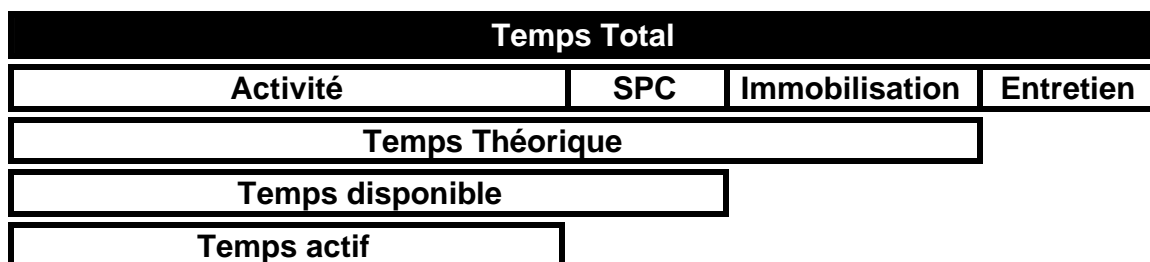 Temps Total
Activité SPC Immobilisation Entretien
Temps Théorique
Temps disponible
Temps actif